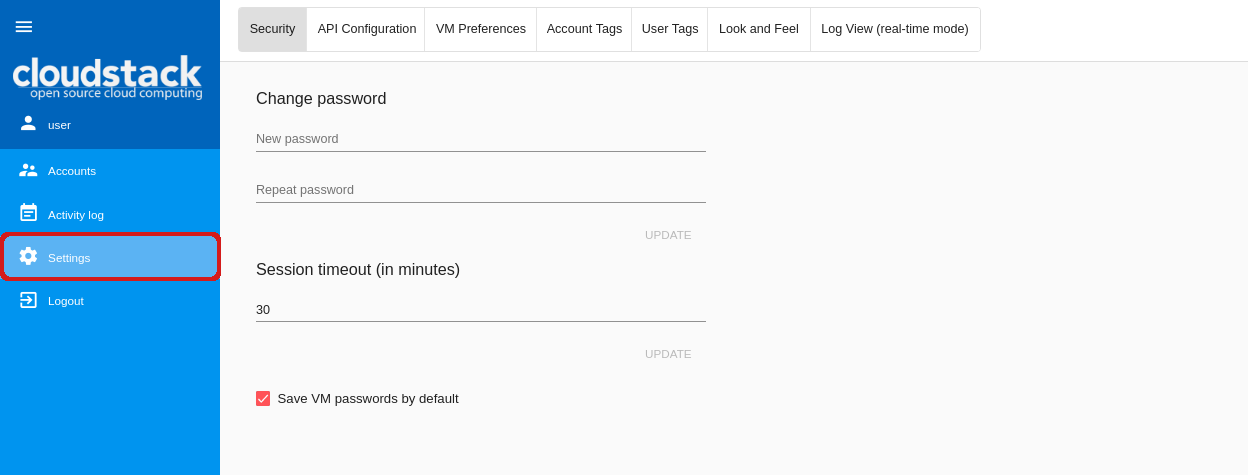 cloudstack
open source cloud computing
user
Accounts
Activity log
Settings
Logout
Security API Configuration VM Preferences Account Tags User Tags Look and Feel Log View (real-time mode)
Change password
New password
Repeat password
UPDATE
Session timeout (in minutes)
30
UPDATE
Save VM passwords by default